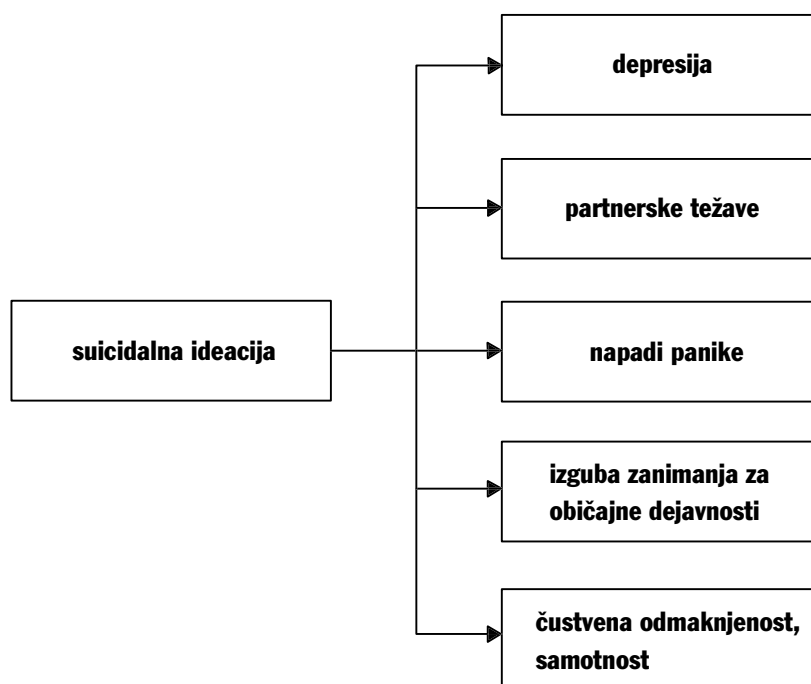 depresija
partnerske težave
suicidalna ideacija
napadi panike
izguba zanimanja za
običajne dejavnosti
čustvena odmaknjenost,
samotnost